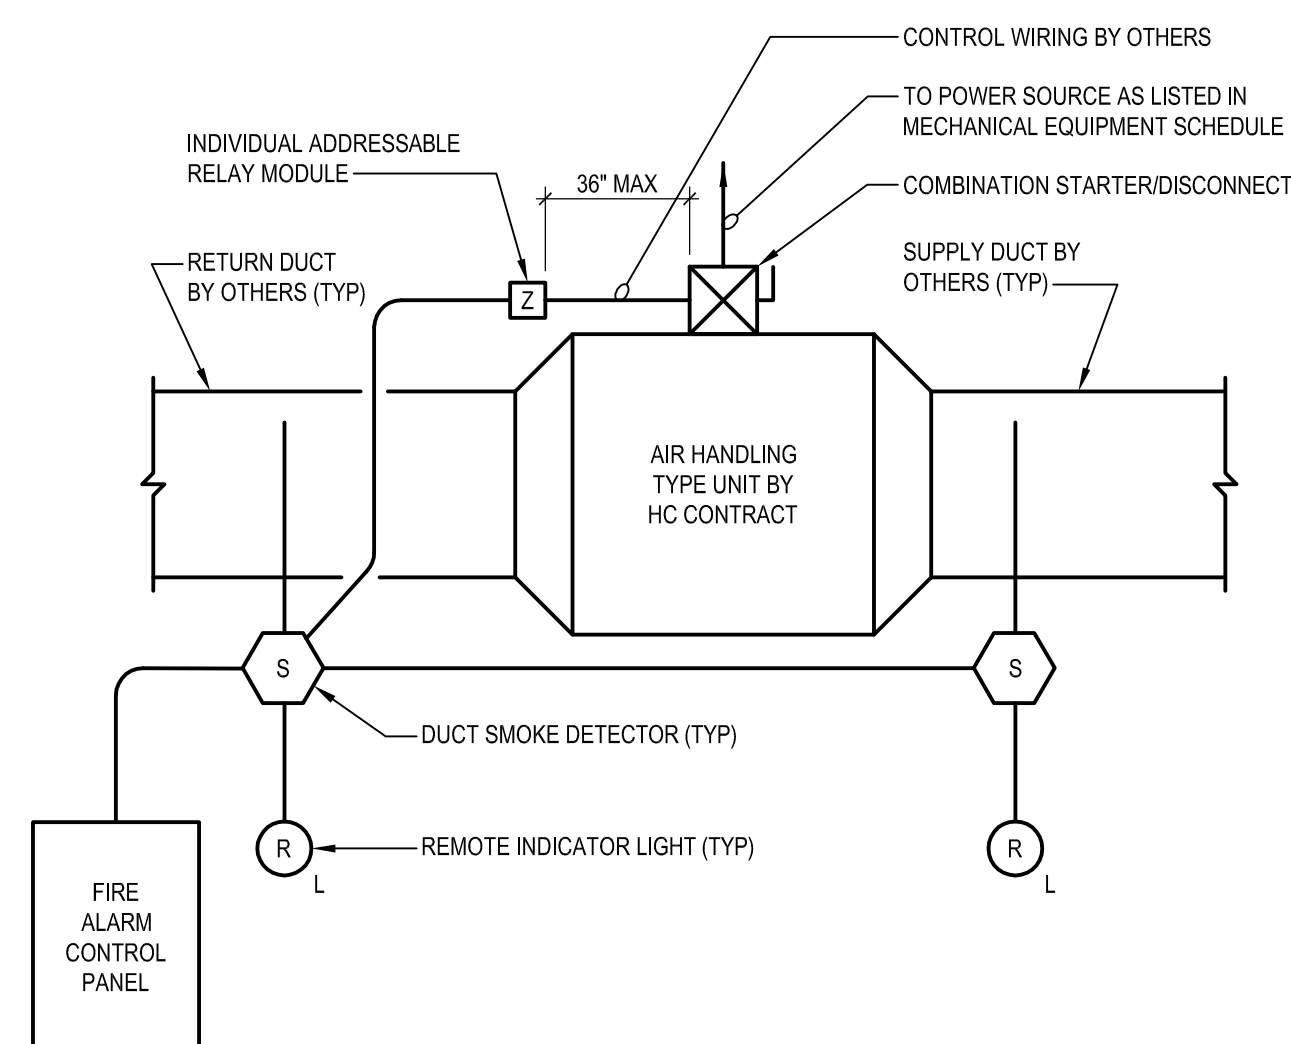 CONTROL WIRING BY OTHERS
TO POWER SOURCE AS LISTED IN
MECHANICAL EQUIPMENT SCHEDULE
INDIVIDUAL ADDRESSABLE
RELAY MODULE
36" MAX
COMBINATION STARTER/DISCONNECT
RETURN DUCT
BY OTHERS (TYP)
SUPPLY DUCT BY
OTHERS (TYP)
Z
AIR HANDLING
TYPE UNIT BY
HC CONTRACT
S
S
DUCT SMOKE DETECTOR (TYP)
R
L
REMOTE INDICATOR LIGHT (TYP)
R
L
FIRE
ALARM
CONTROL
PANEL